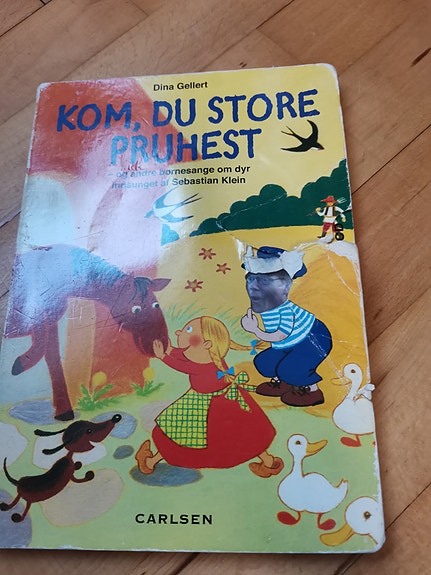 Dina Gellert
KOM, DU STORE
PRUHEST
- og andre børnesange om dyr
indsunget af Sebastian Klein
CARLSEN